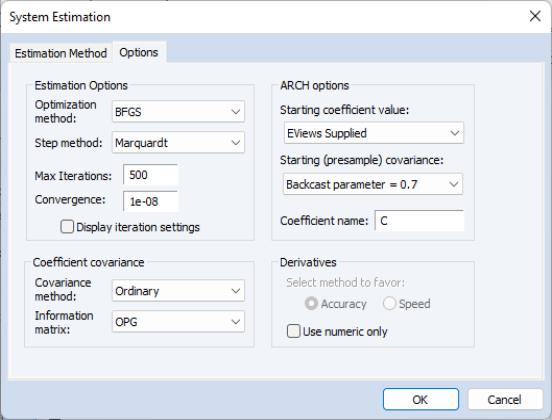 System Estimation
Estimation Method
Options
Estimation Options
Optimization
method:
BFGS
Step method:
Marquardt
Max Iterations:
500
Convergence:
1e-08
Display iteration settings
Coefficient covariance
Covariance
method:
Ordinary
Information
matrix:
OPG
ARCH options
Starting coefficient value:
EViews Supplied
Starting (presample) covariance:
Backcast parameter = 0.7
Coefficient name:
C
Derivatives
Select method to favor:
Accuracy
Speed
Use numeric only
OK
Cancel